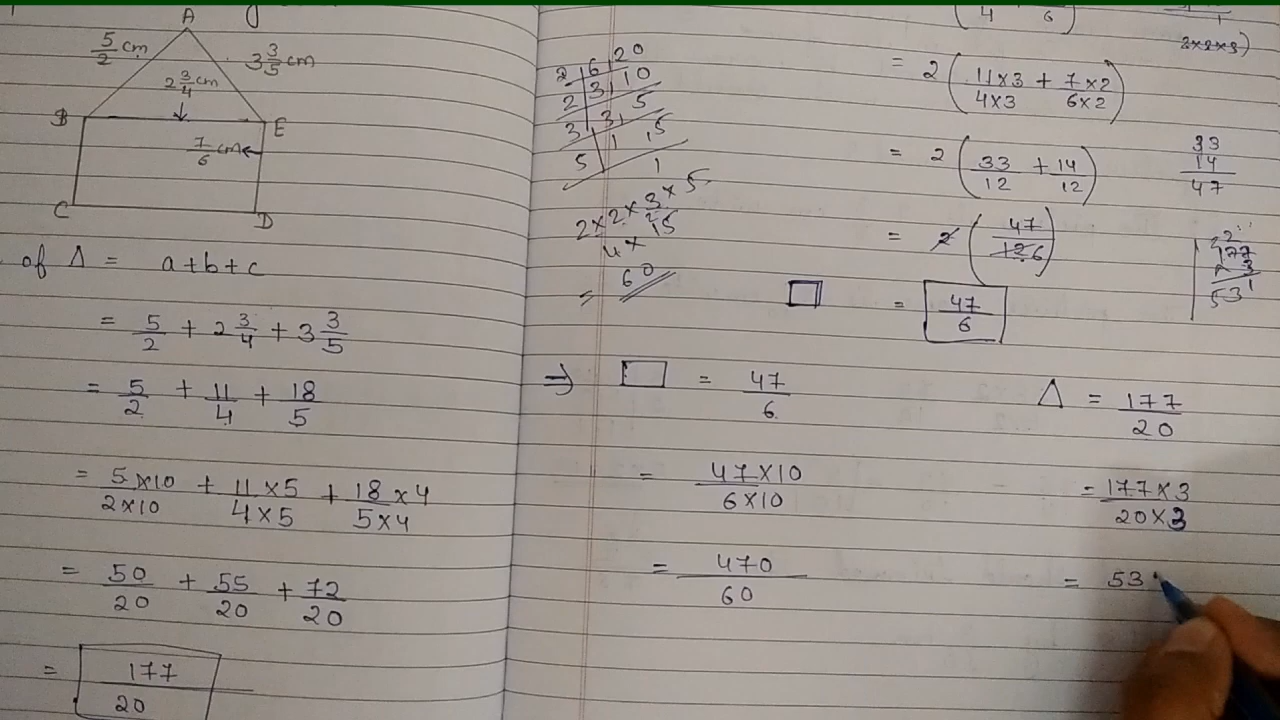 A
5/2 cm
3 3/5 cm
2 3/4 cm
B
E
7/6 cm
C
D
of Δ = a+b+c
= 5/2 + 2 3/4 + 3 3/5
= 5/2 + 11/4 + 18/5
= 5×10/2×10 + 11×5/4×5 + 18×4/5×4
= 50/20 + 55/20 + 72/20
= 177/20
2 | 6 | 20
2 | 3 | 10
3 | 3 | 5
5 | 1 | 5
1
2×2×3×5
4×15
= 60
4 6
2×2×3)
= 2 (11×3/4×3 + 7×2/6×2)
= 2 (33/12 + 14/12)
33
14
47
= 2 (47/126)
□ = 47/6
177
3
531
⇒ □ = 47/6
= 47×10/6×10
= 470/60
Δ = 177/20
= 177×3/20×3
= 53